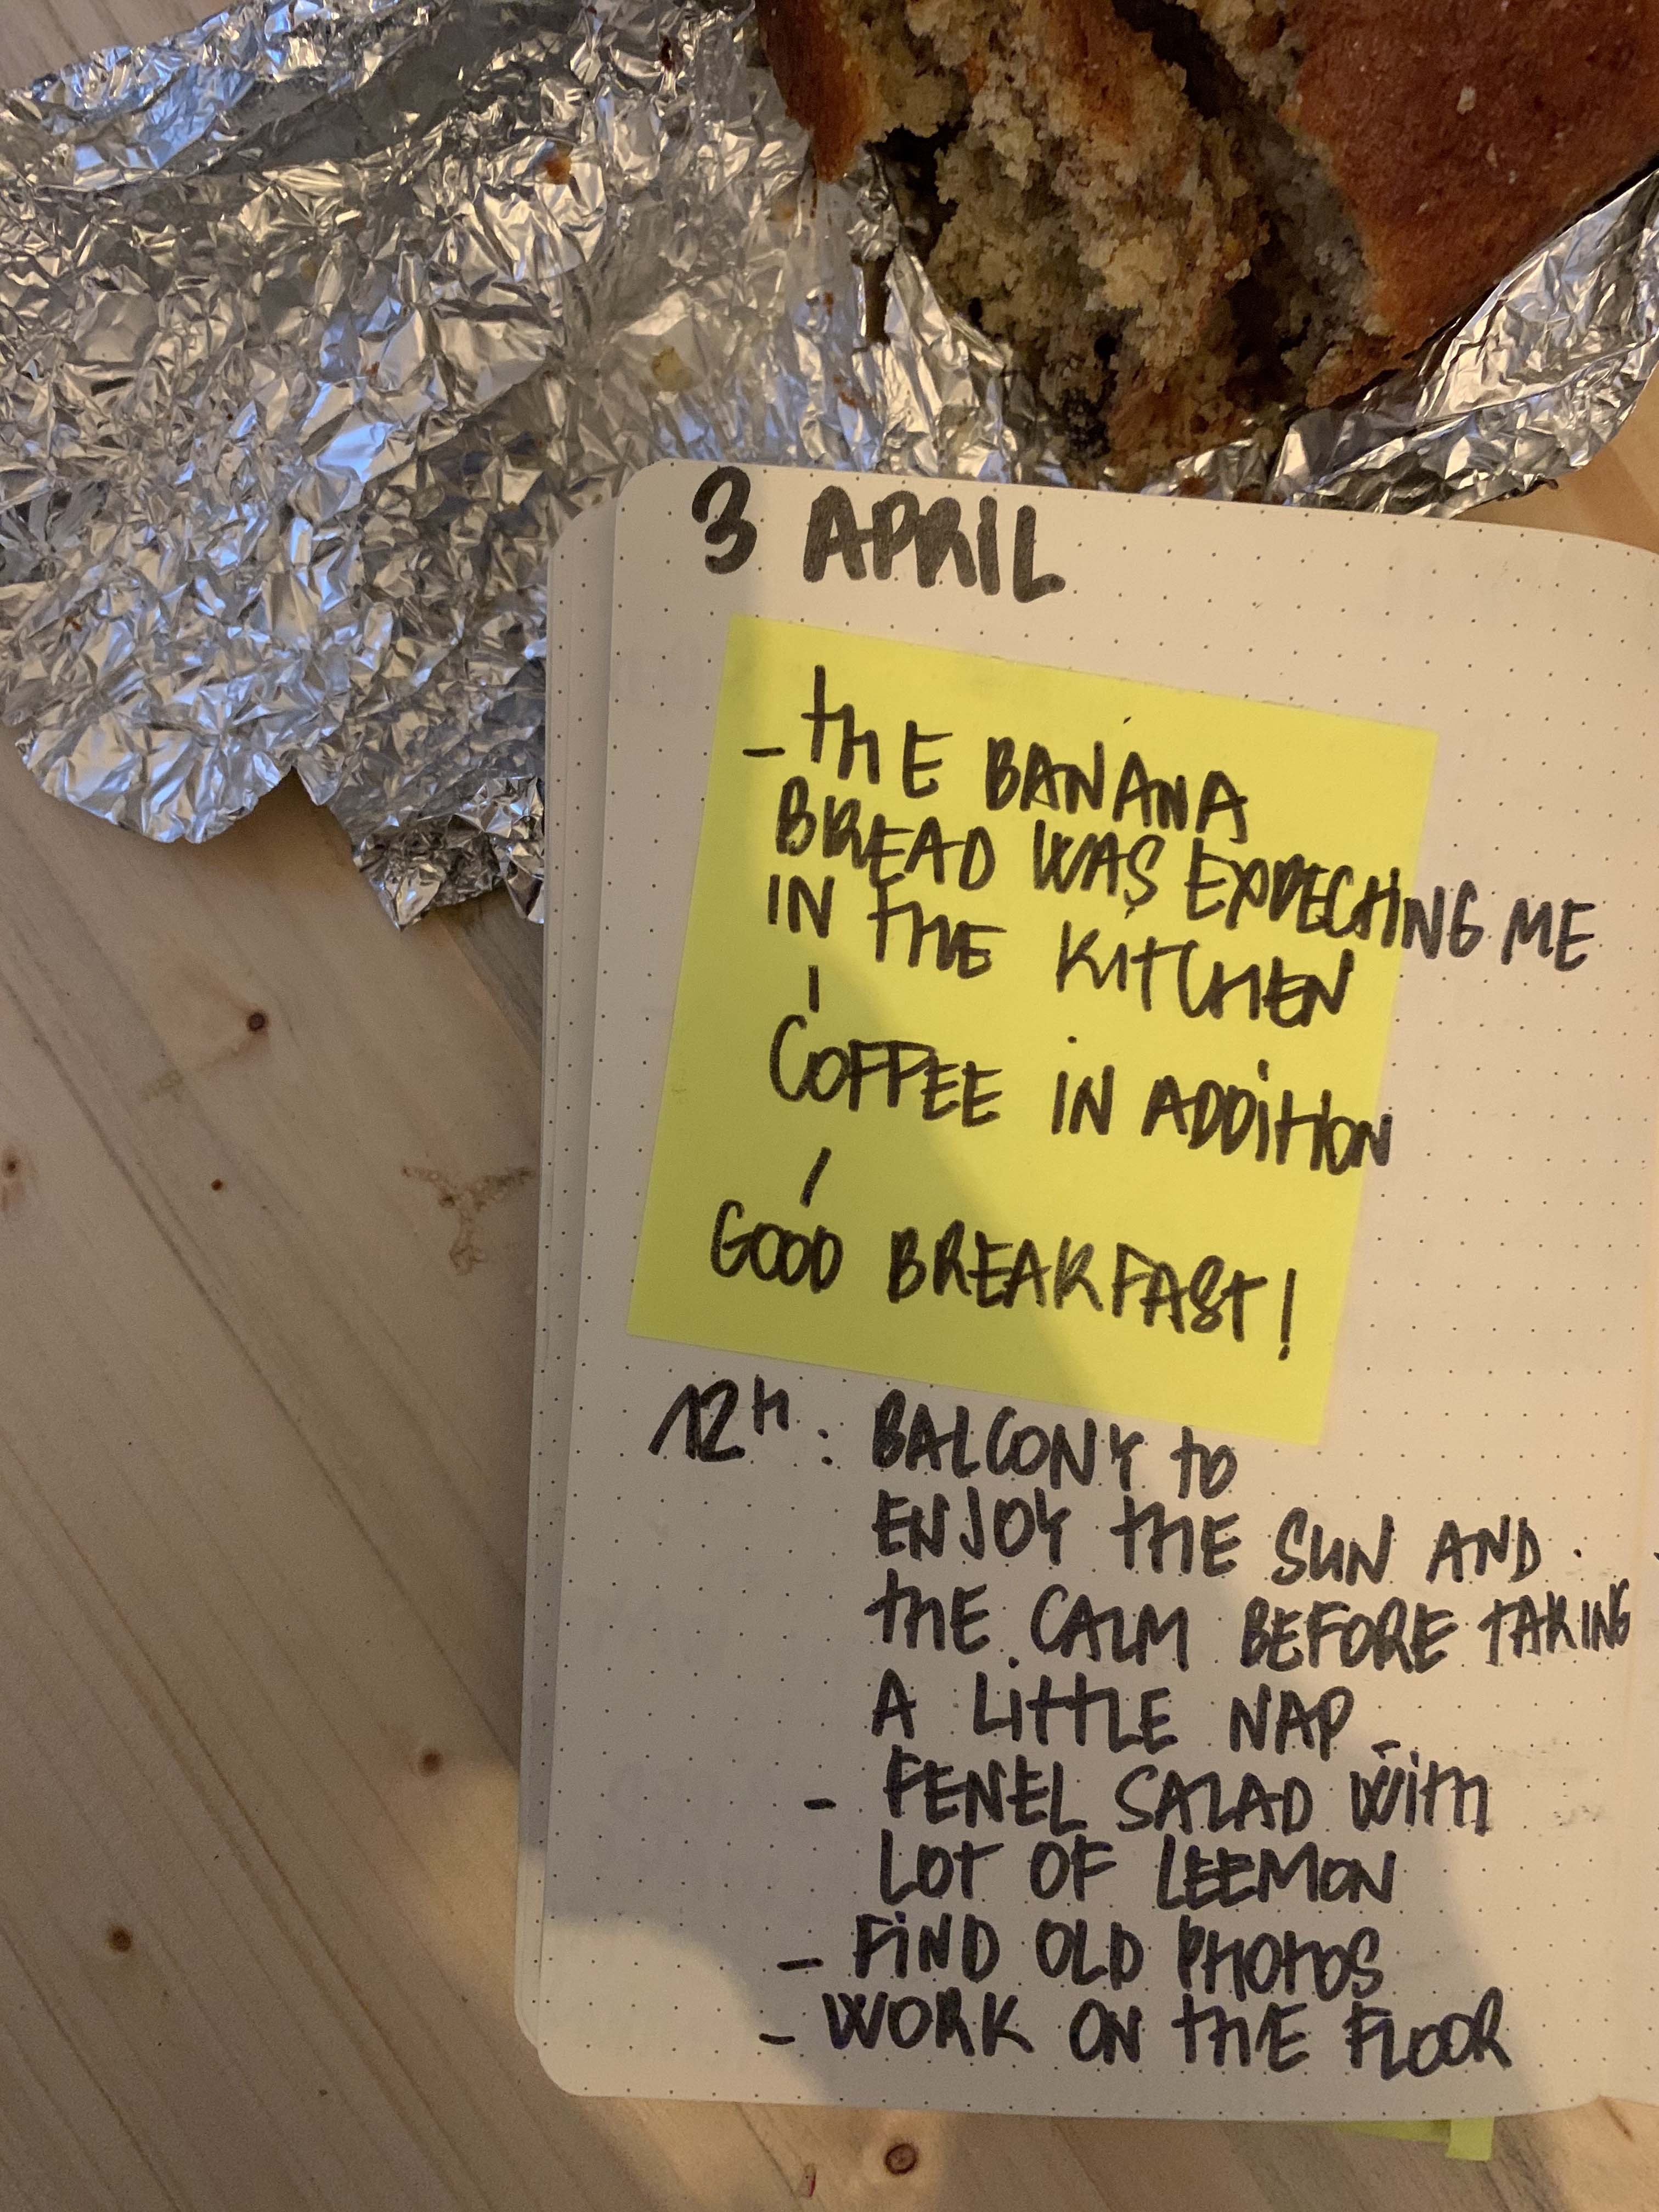 3 APRIL
- THE BANANA
BREAD WAS EXPECTING ME
IN THE KITCHEN
|
COFFEE IN ADDITION
/
GOOD BREAKFAST!
12H: BALCONY TO
ENJOY THE SUN AND
THE CALM BEFORE TAKING
A LITTLE NAP_
- FENEL SALAD WITH
LOT OF LEEMON
- FIND OLD PHOTOS
- WORK ON THE FLOOR